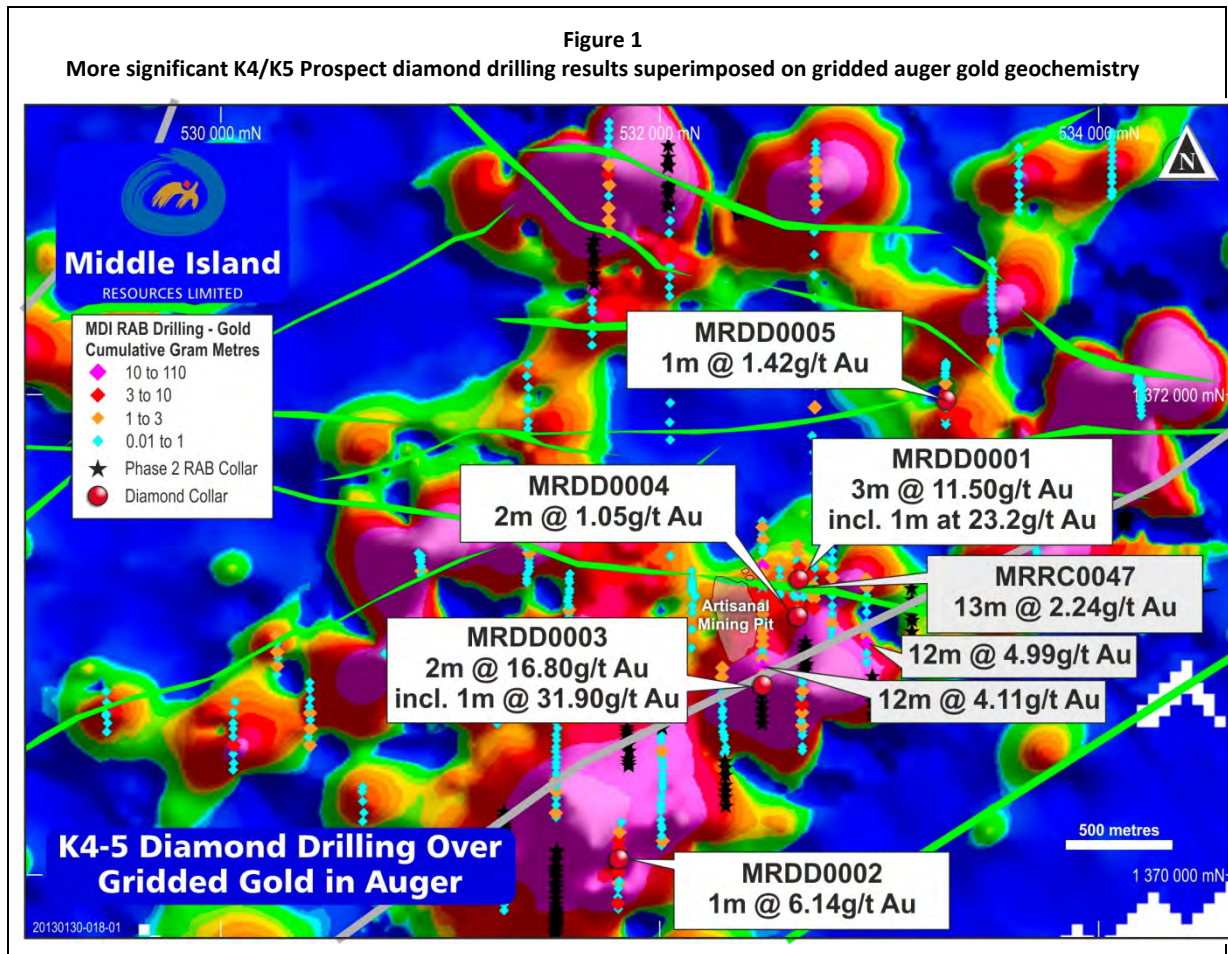 Figure 1
More significant K4/K5 Prospect diamond drilling results superimposed on gridded auger gold geochemistry
530 000 mN
532 000 mN
534 000 mN
N
Middle Island
RESOURCES LIMITED
MDI RAB Drilling - Gold
Cumulative Gram Metres
10 to 110
3 to 10
1 to 3
0.01 to 1
Phase 2 RAB Collar
Diamond Collar
MRDD0005
1m @ 1.42g/t Au
1 372 000 mN
MRDD0001
3m @ 11.50g/t Au
incl. 1m at 23.2g/t Au
MRDD0004
2m @ 1.05g/t Au
MRRC0047
13m @ 2.24g/t Au
Artisanal
Mining Pit
MRDD0003
2m @ 16.80g/t Au
incl. 1m @ 31.90g/t Au
12m @ 4.99g/t Au
12m @ 4.11g/t Au
500 metres
K4-5 Diamond Drilling Over
Gridded Gold in Auger
MRDD0002
1m @ 6.14g/t Au
1 370 000 mN
20130130-018-01